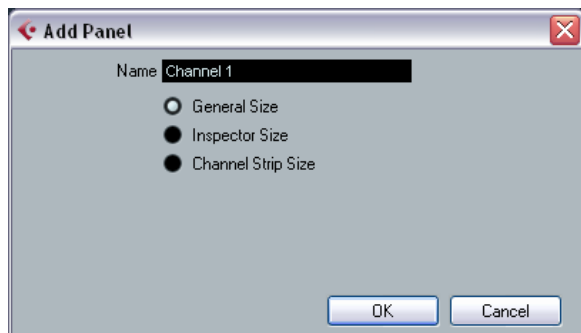 Add Panel
Name Channel 1
General Size
Inspector Size
Channel Strip Size
OK Cancel